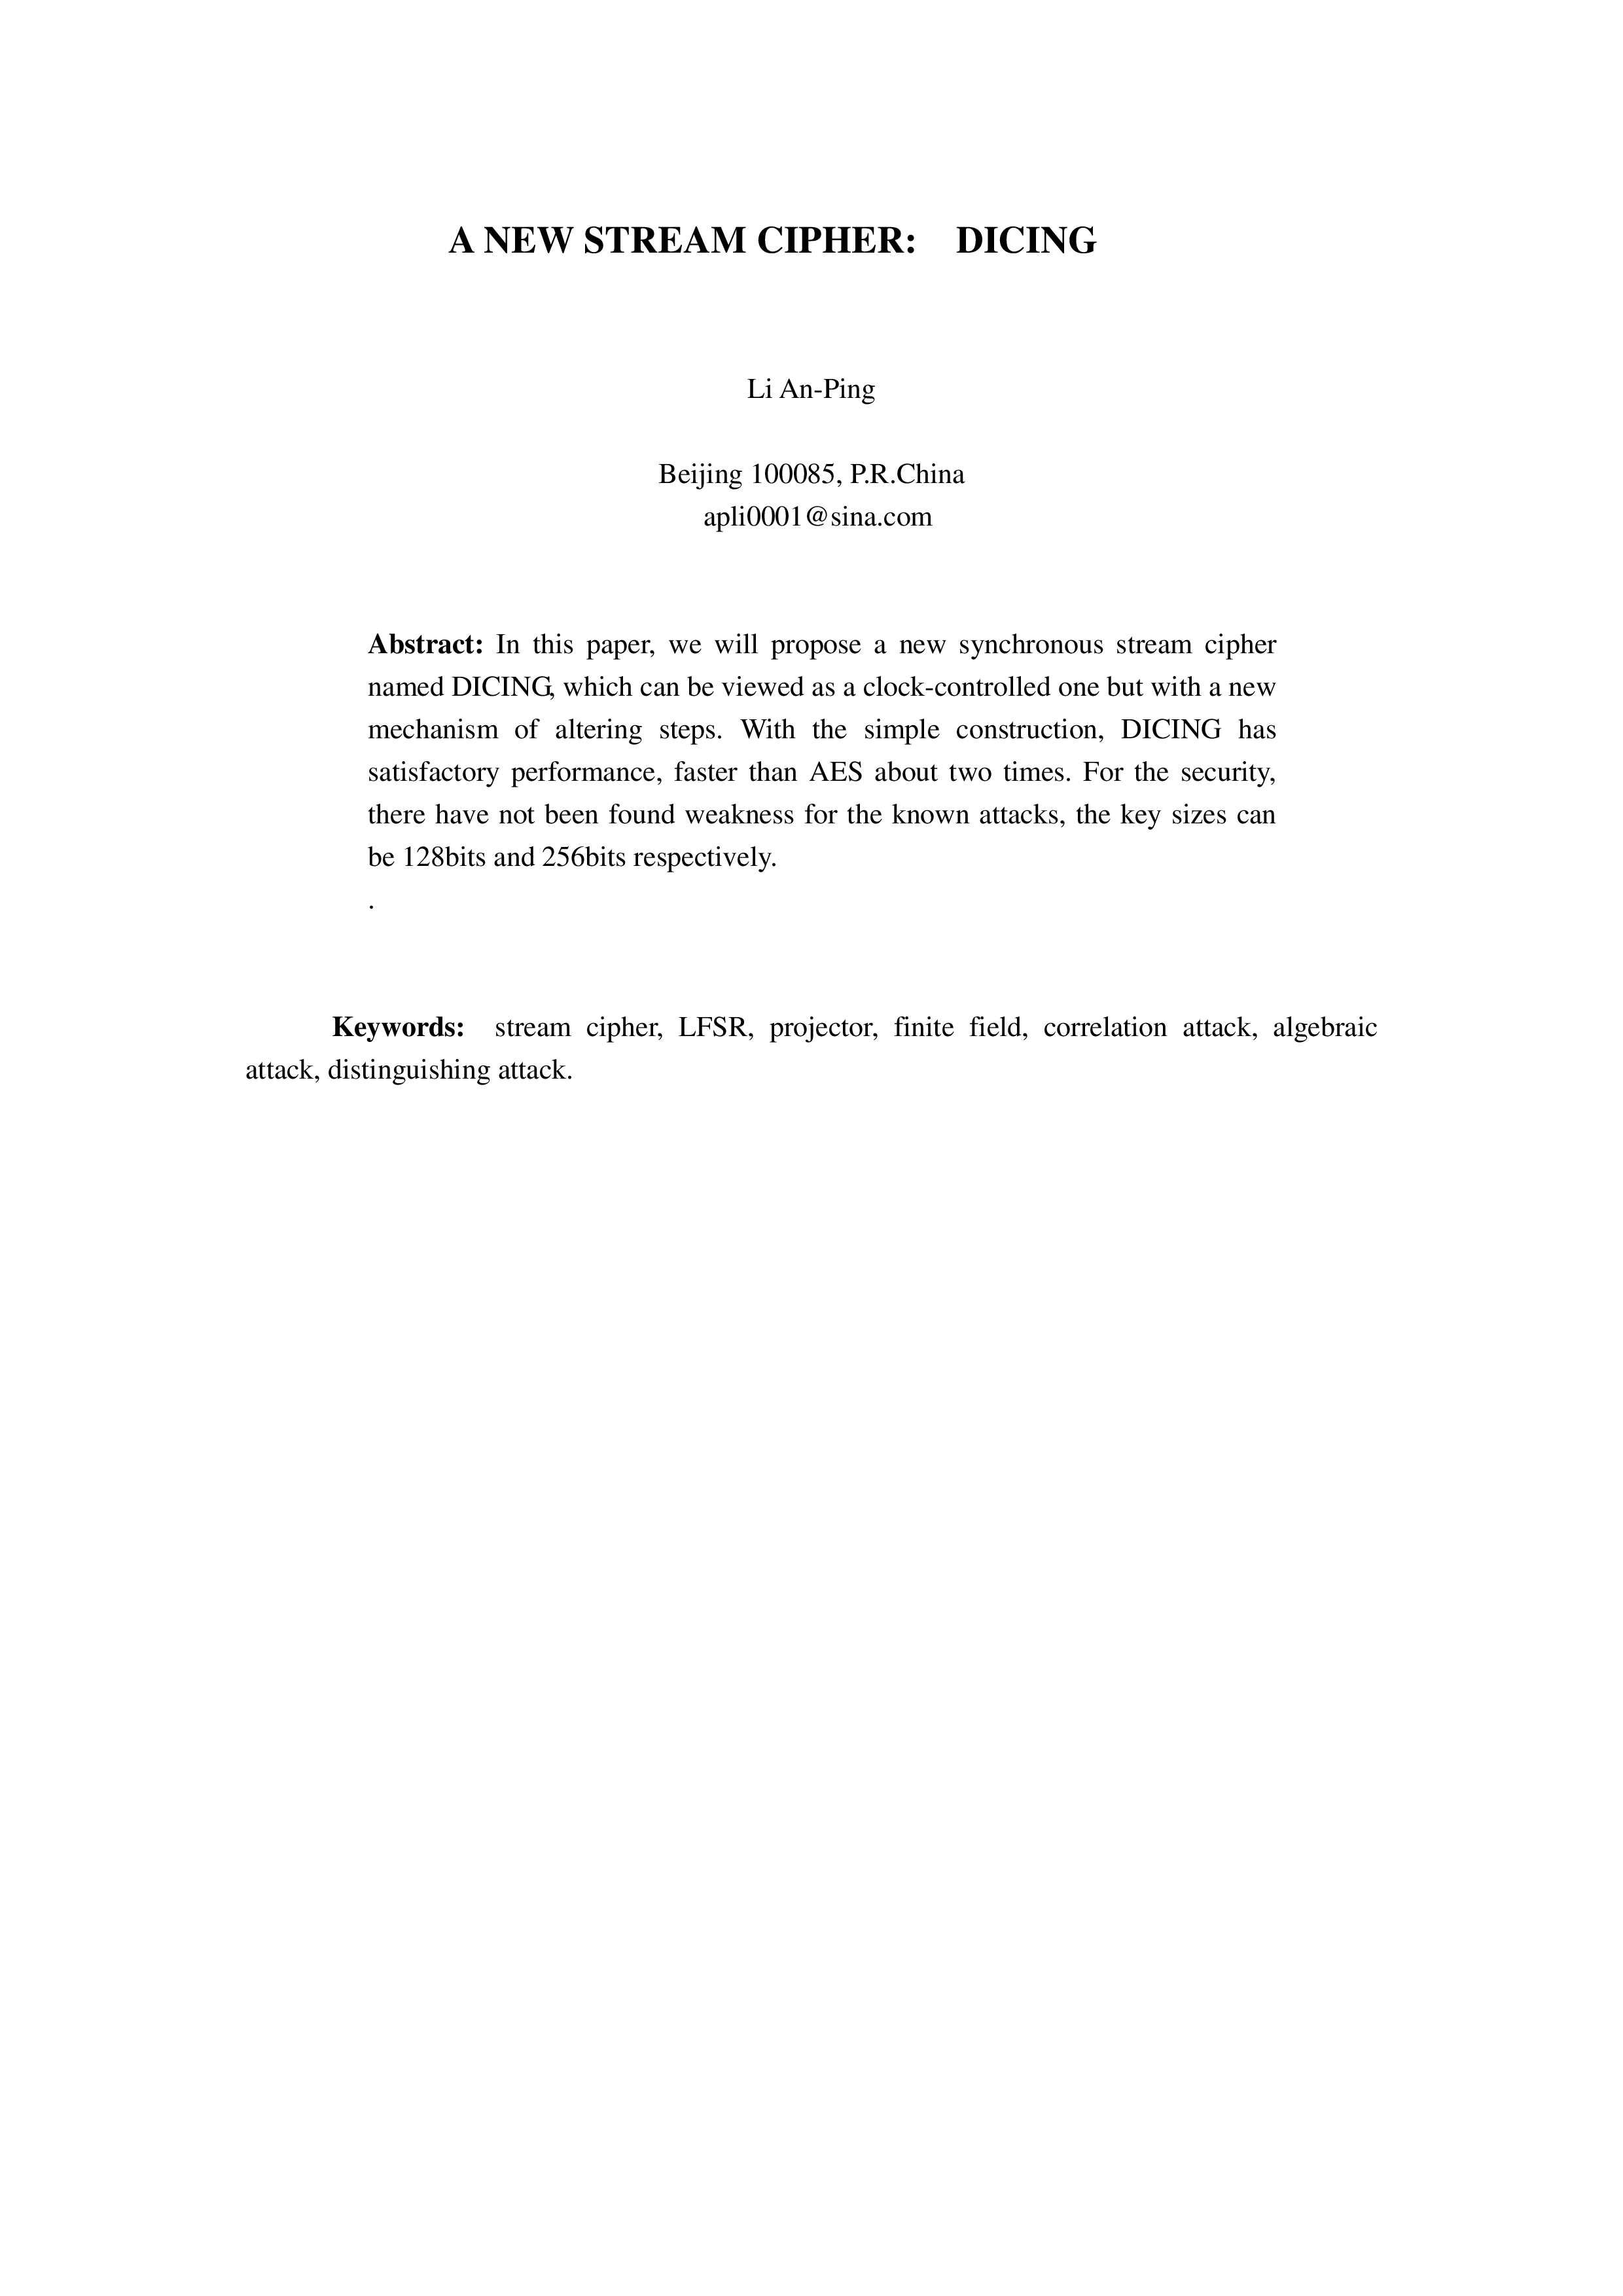 A NEW STREAM CIPHER: DICING
Li An-Ping
Beijing 100085, P.R.China
apli0001@sina.com
Abstract: In this paper, we will propose a new synchronous stream cipher
named DICING, which can be viewed as a clock-controlled one but with a new
mechanism of altering steps. With the simple construction, DICING has
satisfactory performance, faster than AES about two times. For the security,
there have not been found weakness for the known attacks, the key sizes can
be 128bits and 256bits respectively.
.
Keywords: stream cipher, LFSR, projector, finite field, correlation attack, algebraic
attack, distinguishing attack.